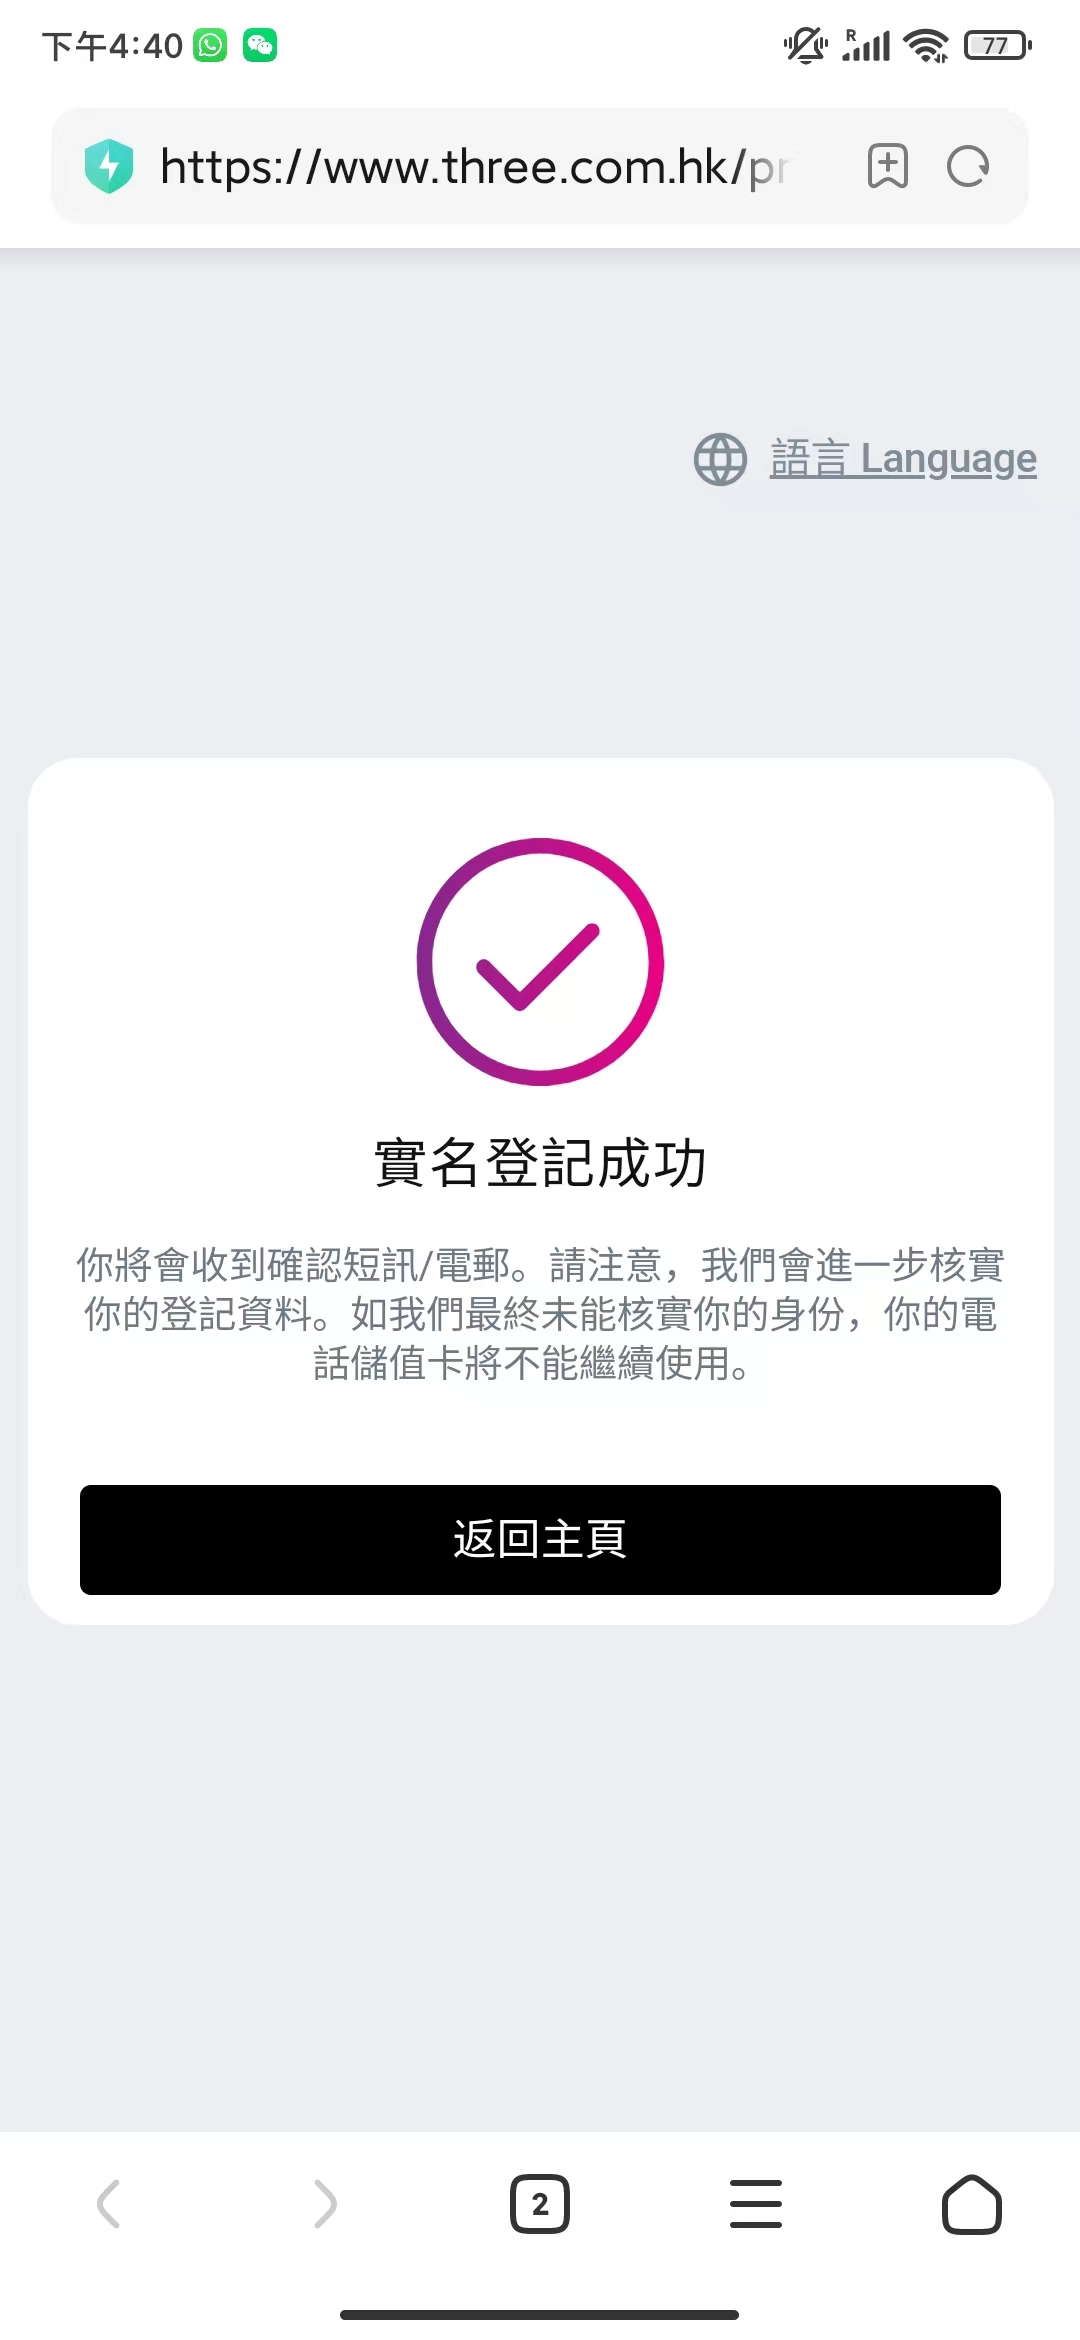 下午4:40
R
77
https://www.three.com.hk/pr
語言 Language
實名登記成功
你將會收到確認短訊/電郵。請注意，我們會進一步核實
你的登記資料。如我們最終未能核實你的身份，你的電
話儲值卡將不能繼續使用。
返回主頁
2